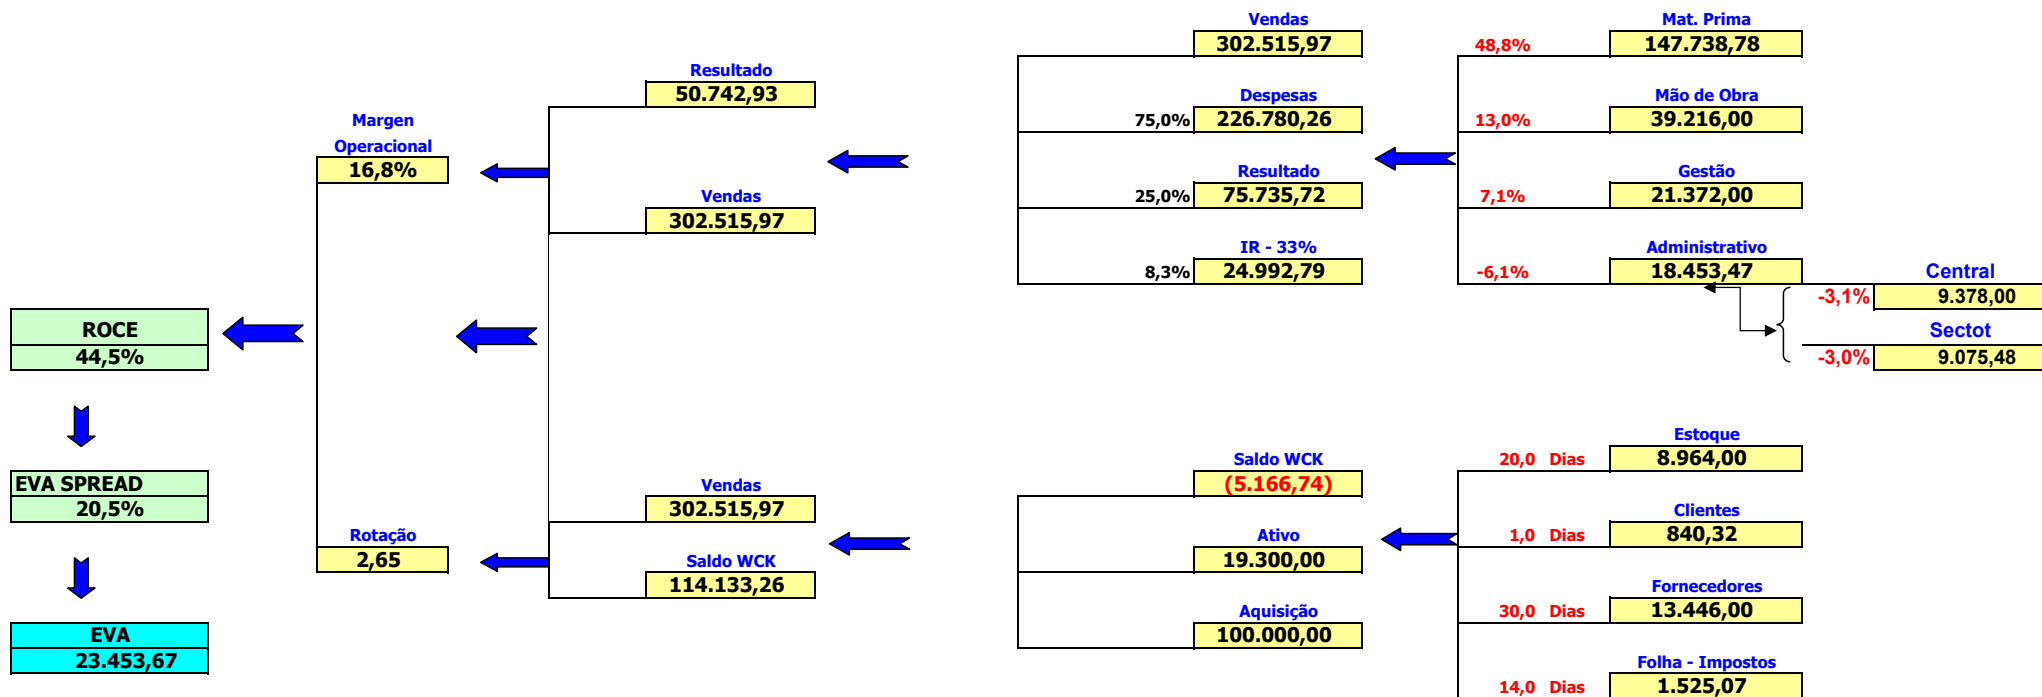 Vendas
302.515,97
Mat. Prima
48,8% 147.738,78
Resultado
50.742,93
Despesas
75,0% 226.780,26
Mão de Obra
13,0% 39.216,00
Margen
Operacional
16,8%
Resultado
25,0% 75.735,72
Gestão
7,1% 21.372,00
Vendas
302.515,97
IR - 33%
8,3% 24.992,79
Administrativo
-6,1% 18.453,47
Central
-3,1% 9.378,00
Sectot
-3,0% 9.075,48
ROCE
44,5%
EVA SPREAD
20,5%
EVA
23.453,67
Rotação
2,65
Vendas
302.515,97
Saldo WCK
114.133,26
Saldo WCK
(5.166,74)
Ativo
19.300,00
Aquisição
100.000,00
Estoque
20,0 Dias 8.964,00
Clientes
1,0 Dias 840,32
Fornecedores
30,0 Dias 13.446,00
Folha - Impostos
14,0 Dias 1.525,07